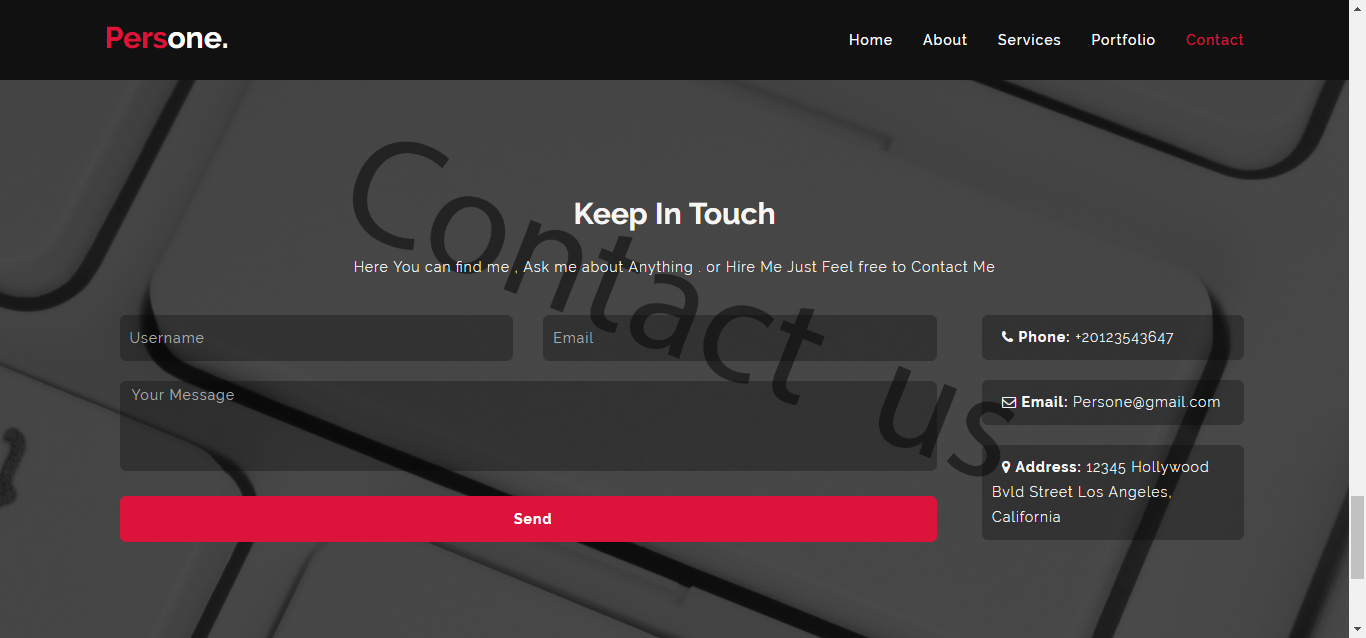 Persone.
Home About Services Portfolio Contact
Contact us
Keep In Touch
Here You can find me , Ask me about Anything . or Hire Me Just Feel free to Contact Me
Username
Email
Your Message
Send
Phone: +20123543647
Email: Persone@gmail.com
Address: 12345 Hollywood
Bvld Street Los Angeles,
California